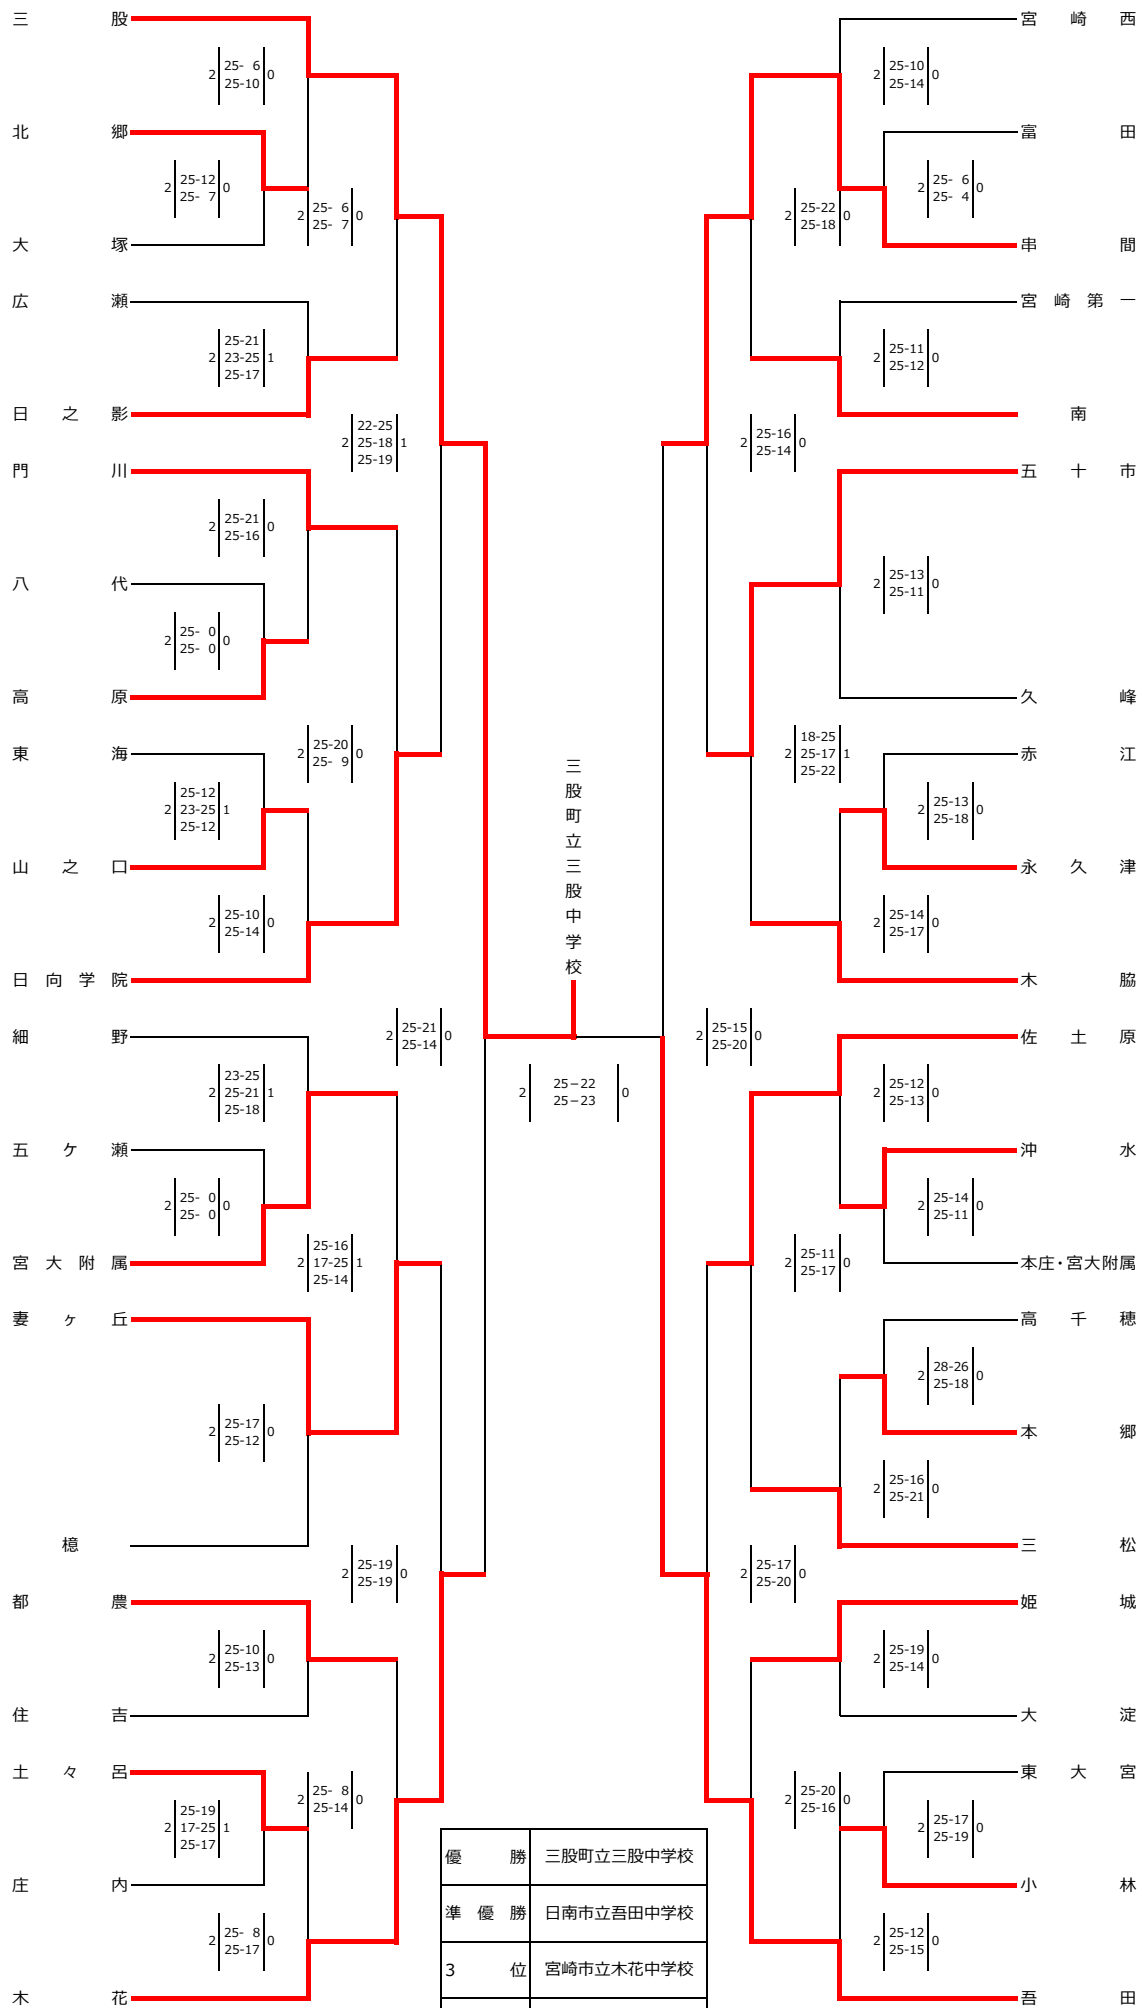 三股
2 25- 6 0
25-10
北郷
2 25-12 0
25- 7
大塚
2 25- 6 0
25- 7
広瀬
2 25-21
23-25 1
25-17
日之影
22-25
2 25-18 1
25-19
門川
2 25-21 0
25-16
八代
2 25- 0 0
25- 0
高原
東海
2 25-20 0
25- 9
25-12
2 23-25 1
25-12
山之口
2 25-10 0
25-14
日向学院
細野
2 25-21 0
25-14
23-25
2 25-21 1
25-18
五ケ瀬
2 25- 0 0
25- 0
宮大附属
25-16
2 17-25 1
25-14
妻ヶ丘
2 25-17 0
25-12
檍
2 25-19 0
25-19
都農
2 25-10 0
25-13
住吉
土々呂
2 25- 8 0
25-14
25-19
2 17-25 1
25-17
庄内
2 25- 8 0
25-17
木花
三股町立三股中学校
2 25−22 0
25−23
宮崎西
2 25-10 0
25-14
富田
2 25- 6 0
25- 4
2 25-22 0
25-18
串間
宮崎第一
2 25-11 0
25-12
南
2 25-16 0
25-14
五十市
2 25-13 0
25-11
久峰
18-25
2 25-17 1
25-22
赤江
2 25-13 0
25-18
永久津
2 25-14 0
25-17
木脇
2 25-15 0
25-20
佐土原
2 25-12 0
25-13
沖水
2 25-14 0
25-11
2 25-11 0
25-17
本庄・宮大附属
高千穂
2 28-26 0
25-18
本郷
2 25-16 0
25-21
三松
2 25-17 0
25-20
姫城
2 25-19 0
25-14
大淀
東大宮
2 25-20 0
25-16
2 25-17 0
25-19
小林
2 25-12 0
25-15
吾田
優勝 三股町立三股中学校
準優勝 日南市立吾田中学校
3位 宮崎市立木花中学校